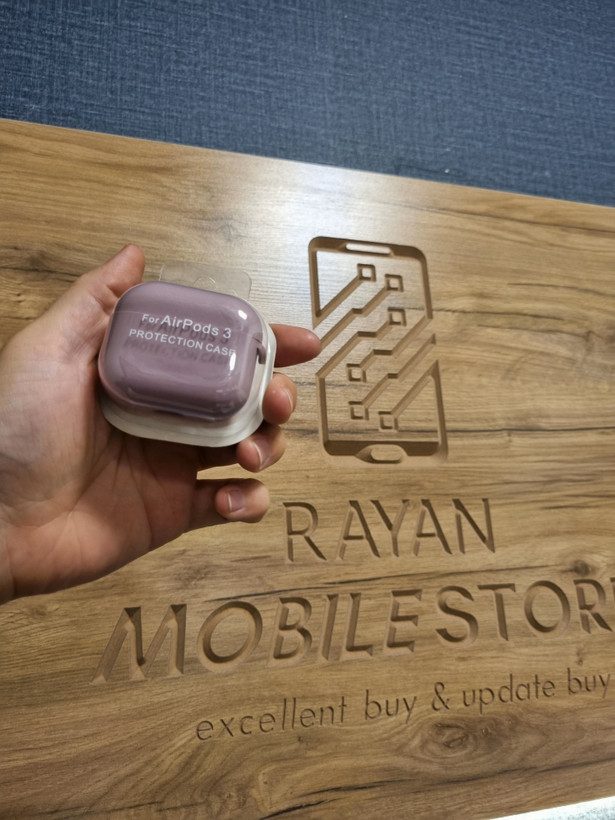 For AirPods 3
PROTECTION CASE
RAYAN
MOBILESTOR
excellent buy & update buy